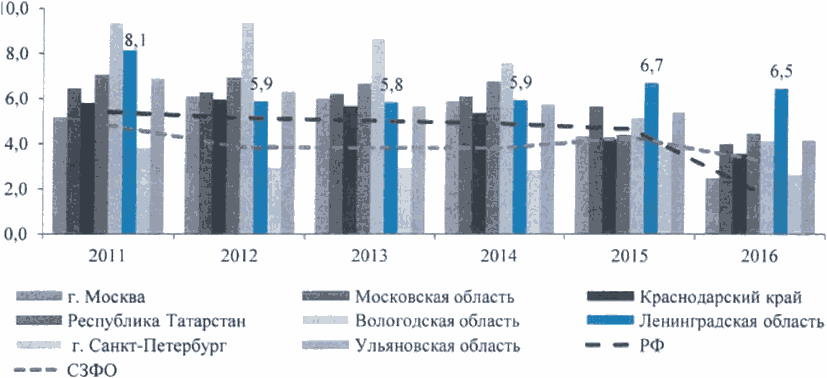 10,0
8,0
6,0
4,0
2,0
0,0
8,1
5,9
5,8
5,9
6,7
6,5
2011 2012 2013 2014 2015 2016
г. Москва Московская область Краснодарский край
Республика Татарстан Вологодская область Ленинградская область
г. Санкт-Петербург Ульяновская область РФ
СЗФО